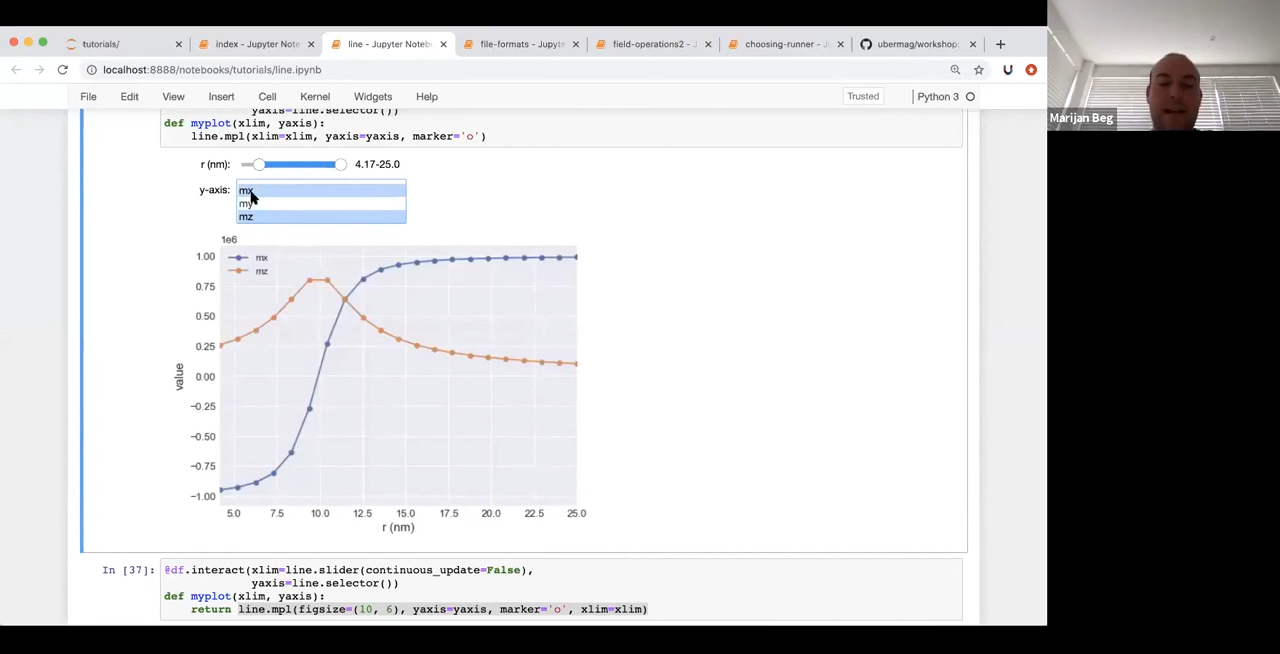 tutorials/
index - Jupyter Note
line - Jupyter Noteb
file-formats - Jupyte
field-operations2 - J
choosing-runner - Ju
ubermag/workshop:
localhost:8888/notebooks/tutorials/line.ipynb
File Edit View Insert Cell Kernel Widgets Help
Trusted
Python 3
yaxis=line.selector())
def myplot(xlim, yaxis):
line.mpl(xlim=xlim, yaxis=yaxis, marker='o')
r (nm): 4.17-25.0
y-axis: mx
my
mz
1e6
mx
mz
1.00
0.75
0.50
0.25
0.00
−0.25
−0.50
−0.75
−1.00
value
5.0 7.5 10.0 12.5 15.0 17.5 20.0 22.5 25.0
r (nm)
In [37]: @df.interact(xlim=line.slider(continuous_update=False),
yaxis=line.selector())
def myplot(xlim, yaxis):
return line.mpl(figsize=(10, 6), yaxis=yaxis, marker='o', xlim=xlim)
Marijan Beg